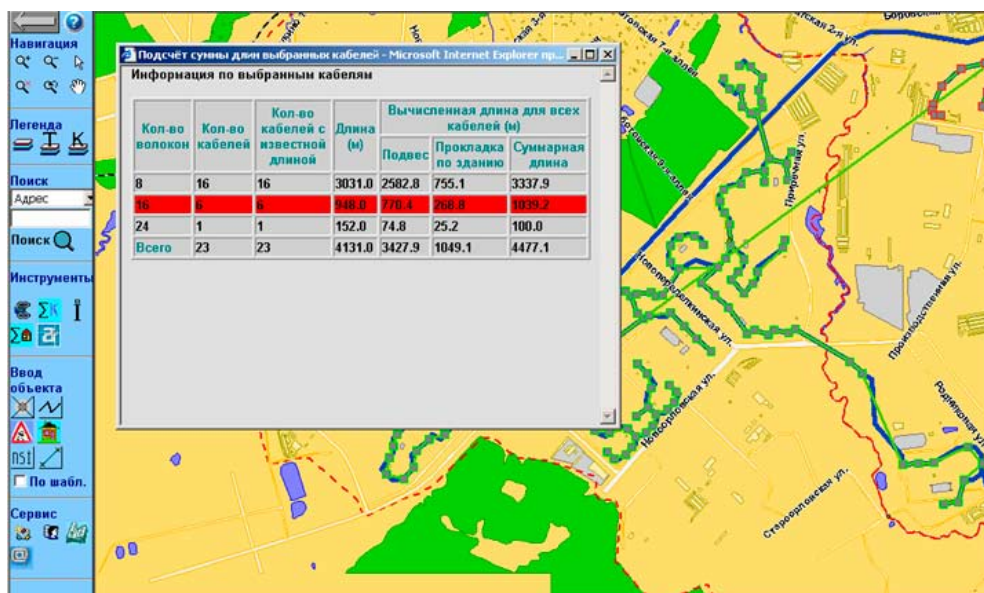 Навигация
Легенда
Поиск
Адрес
Поиск
Инструменты
Ввод
объекта
По шабл.
Сервис
Подсчёт суммы длин выбранных кабелей - Microsoft Internet Explorer пр...
Информация по выбранным кабелям
Кол-во волокон
Кол-во кабелей
Кол-во кабелей с известной длиной
Длина (м)
Вычисленная длина для всех кабелей (м)
Подвес
Прокладка по зданию
Суммарная длина
8 16 16 3031.0 2582.8 755.1 3337.9
16 6 6 948.0 770.4 268.8 1039.2
24 1 1 152.0 74.8 25.2 100.0
Всего 23 23 4131.0 3427.9 1049.1 4477.1
Приречная ул.
Новопеределкинская ул.
Производственная ул.
Новоорловская ул.
Родниковая ул.
Староорловская ул.